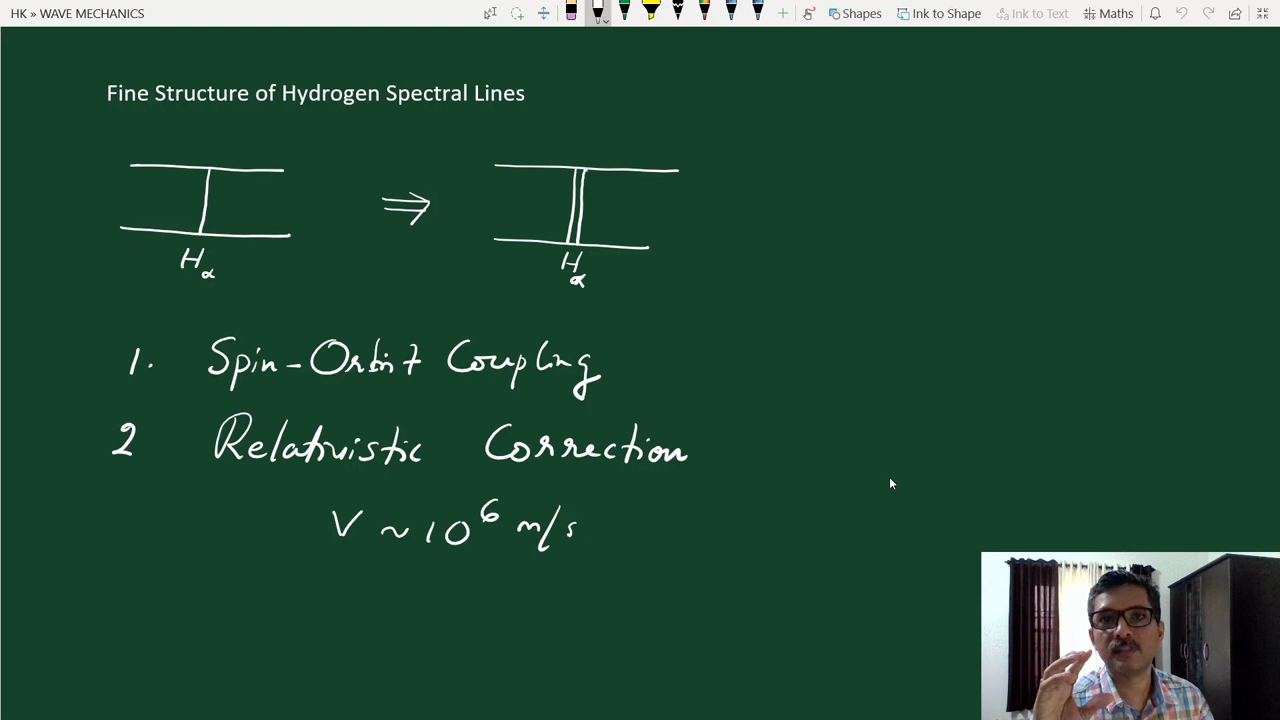 HK » WAVE MECHANICS
Shapes Ink to Shape Ink to Text Maths
Fine Structure of Hydrogen Spectral Lines
⇒
Hα Hα
1. Spin-Orbit Coupling
2 Relativistic Correction
V ~ 10⁶ m/s